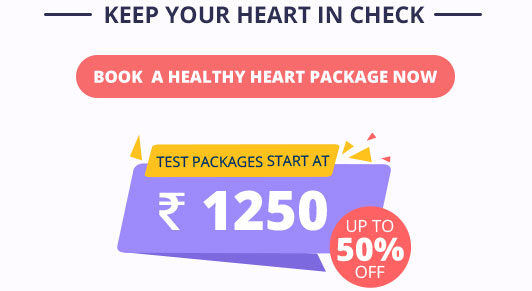 KEEP YOUR HEART IN CHECK
BOOK A HEALTHY HEART PACKAGE NOW
TEST PACKAGES START AT
₹ 1250
UP TO
50%
OFF